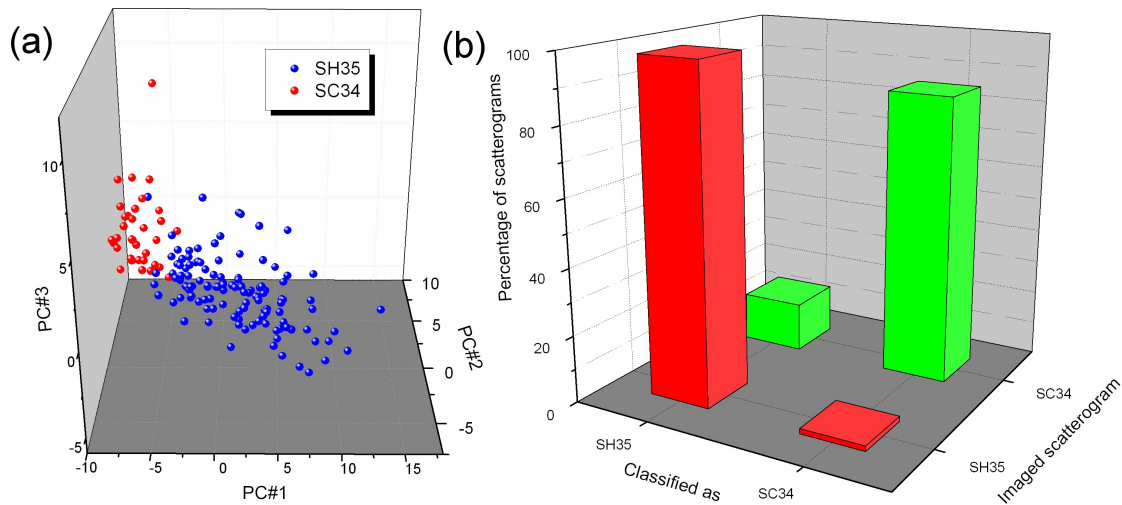 (a)
SH35
SC34
10
5
0
-5
PC#3
-10
-5
0
5
10
15
PC#1
10
5
0
-5
PC#2
(b)
100
80
60
40
20
0
Percentage of scatterograms
SH35
SC34
Classified as
SH35
SC34
Imaged scatterogram